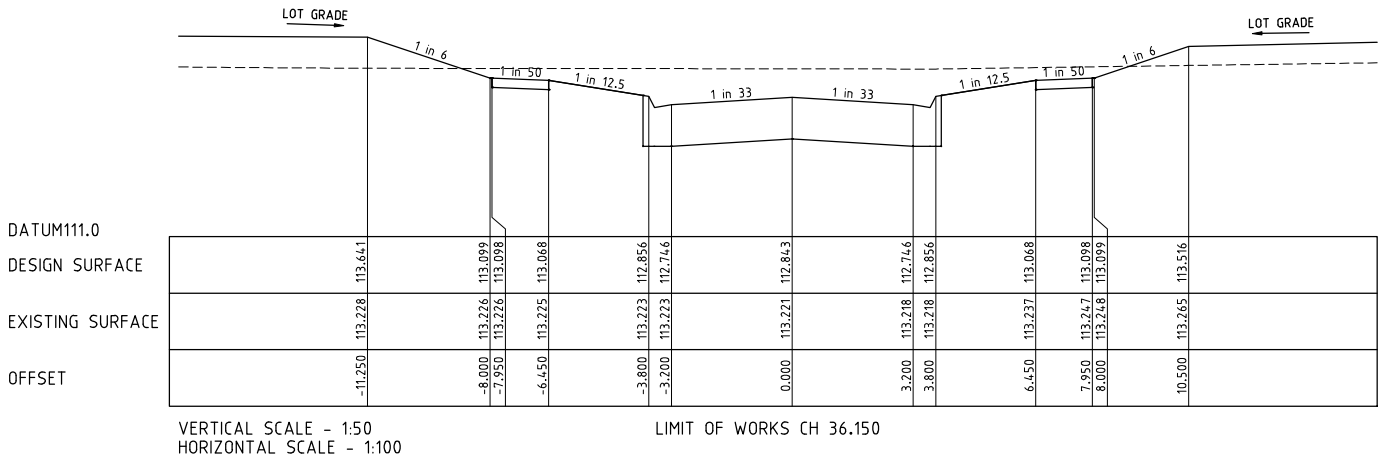 LOT GRADE
LOT GRADE
1 in 6
1 in 50
1 in 12.5
1 in 33
1 in 33
1 in 12.5
1 in 50
1 in 6
DATUM111.0
DESIGN SURFACE
113.641
113.099
113.098
113.068
112.856
112.746
112.843
112.746
112.856
113.068
113.098
113.099
113.516
EXISTING SURFACE
113.228
113.226
113.226
113.225
113.223
113.223
113.221
113.218
113.218
113.237
113.247
113.248
113.265
OFFSET
-11.250
-8.000
-7.950
-6.450
-3.800
-3.200
0.000
3.200
3.800
6.450
7.950
8.000
10.500
VERTICAL SCALE - 1:50
HORIZONTAL SCALE - 1:100
LIMIT OF WORKS CH 36.150